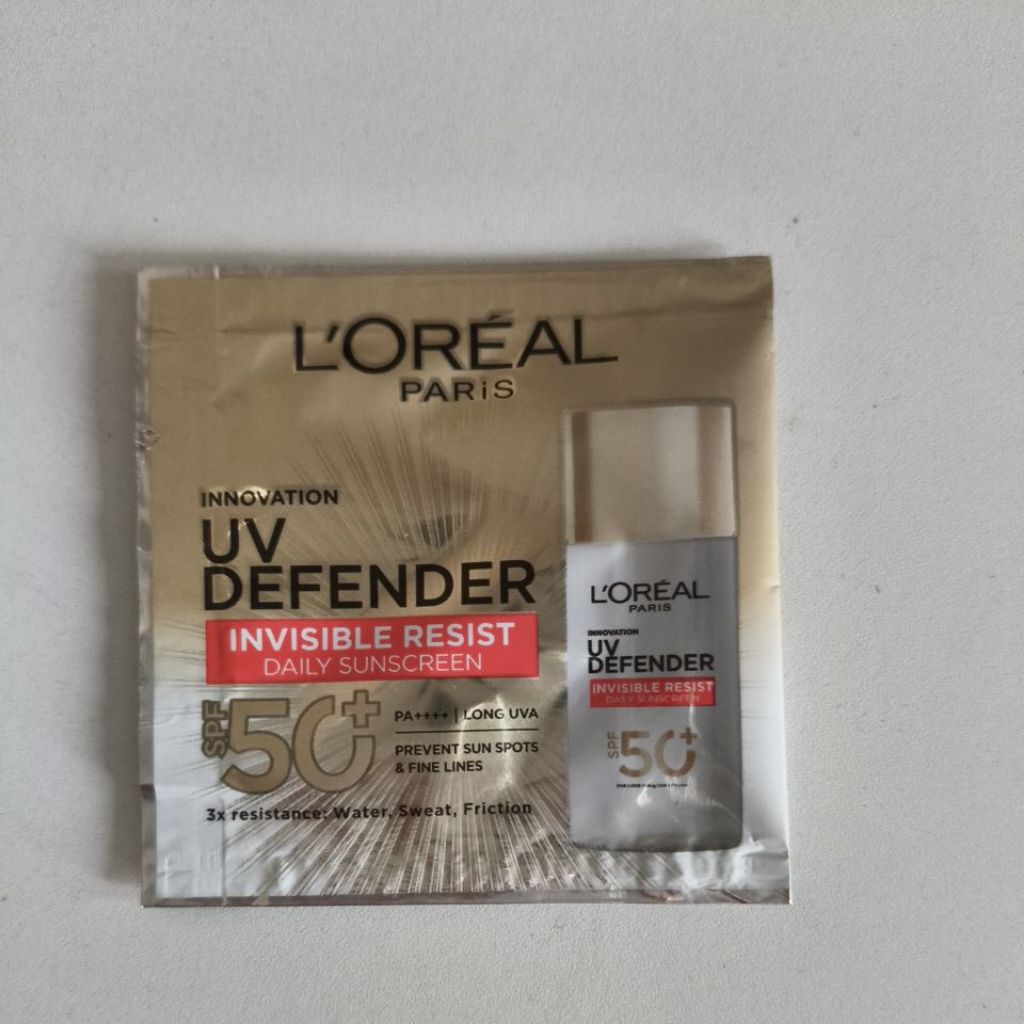 L'ORÉAL
PARiS
INNOVATION
UV
DEFENDER
INVISIBLE RESIST
DAILY SUNSCREEN
SPF 50+
PA++++ | LONG UVA
PREVENT SUN SPOTS
& FINE LINES
3x resistance: Water, Sweat, Friction
L'ORÉAL
PARIS
INNOVATION
UV
DEFENDER
INVISIBLE RESIST
DAILY SUNSCREEN
SPF 50+